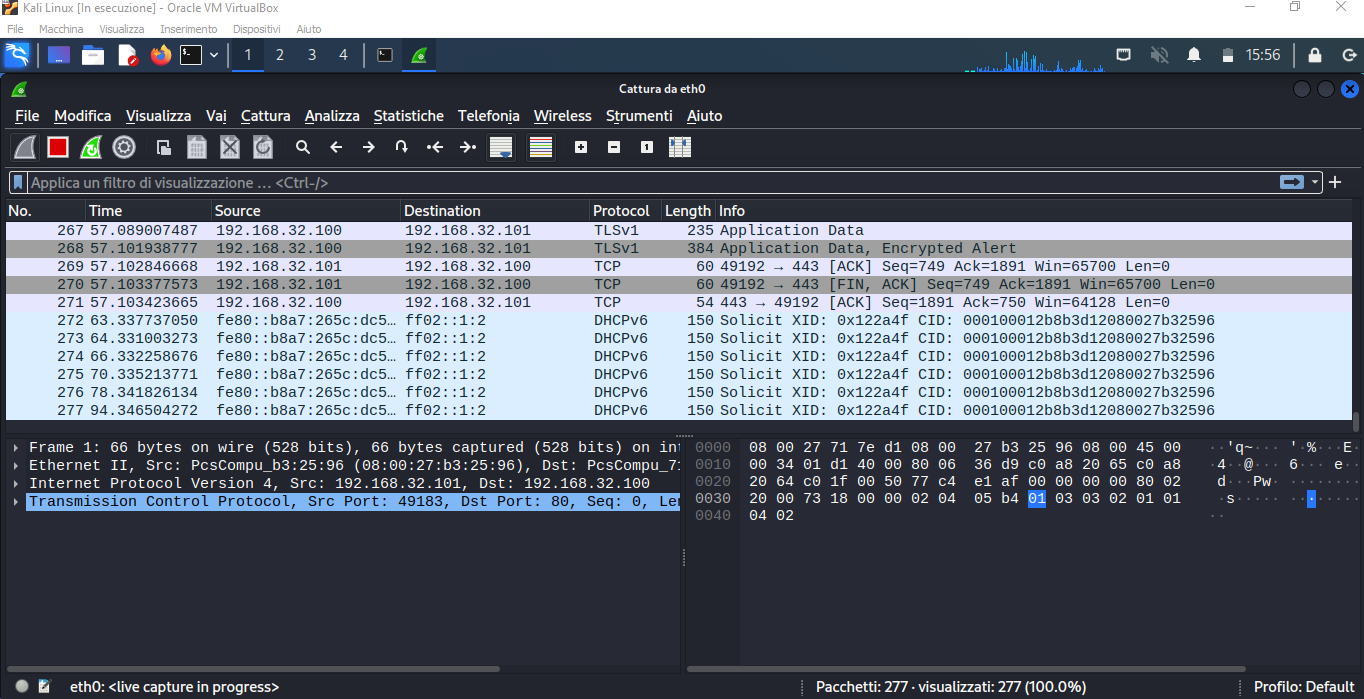 Kali Linux [In esecuzione] - Oracle VM VirtualBox
File Macchina Visualizza Inserimento Dispositivi Aiuto
1 2 3 4 15:56
Cattura da eth0
File Modifica Visualizza Vai Cattura Analizza Statistiche Telefonia Wireless Strumenti Aiuto
Applica un filtro di visualizzazione … <Ctrl-/>
No. Time Source Destination Protocol Length Info
267 57.089007487 192.168.32.100 192.168.32.101 TLSv1 235 Application Data
268 57.101938777 192.168.32.100 192.168.32.101 TLSv1 384 Application Data, Encrypted Alert
269 57.102846668 192.168.32.101 192.168.32.100 TCP 60 49192 → 443 [ACK] Seq=749 Ack=1891 Win=65700 Len=0
270 57.103377573 192.168.32.101 192.168.32.100 TCP 60 49192 → 443 [FIN, ACK] Seq=749 Ack=1891 Win=65700 Len=0
271 57.103423665 192.168.32.100 192.168.32.101 TCP 54 443 → 49192 [ACK] Seq=1891 Ack=750 Win=64128 Len=0
272 63.337737050 fe80::b8a7:265c:dc5… ff02::1:2 DHCPv6 150 Solicit XID: 0x122a4f CID: 000100012b8b3d12080027b32596
273 64.331003273 fe80::b8a7:265c:dc5… ff02::1:2 DHCPv6 150 Solicit XID: 0x122a4f CID: 000100012b8b3d12080027b32596
274 66.332258676 fe80::b8a7:265c:dc5… ff02::1:2 DHCPv6 150 Solicit XID: 0x122a4f CID: 000100012b8b3d12080027b32596
275 70.335213771 fe80::b8a7:265c:dc5… ff02::1:2 DHCPv6 150 Solicit XID: 0x122a4f CID: 000100012b8b3d12080027b32596
276 78.341826134 fe80::b8a7:265c:dc5… ff02::1:2 DHCPv6 150 Solicit XID: 0x122a4f CID: 000100012b8b3d12080027b32596
277 94.346504272 fe80::b8a7:265c:dc5… ff02::1:2 DHCPv6 150 Solicit XID: 0x122a4f CID: 000100012b8b3d12080027b32596
Frame 1: 66 bytes on wire (528 bits), 66 bytes captured (528 bits) on int
Ethernet II, Src: PcsCompu_b3:25:96 (08:00:27:b3:25:96), Dst: PcsCompu_71
Internet Protocol Version 4, Src: 192.168.32.101, Dst: 192.168.32.100
Transmission Control Protocol, Src Port: 49183, Dst Port: 80, Seq: 0, Len
0000 08 00 27 71 7e d1 08 00 27 b3 25 96 08 00 45 00 ··'q~··· '·%···E·
0010 00 34 01 d1 40 00 80 06 36 d9 c0 a8 20 65 c0 a8 ·4··@··· 6··· e··
0020 20 64 c0 1f 00 50 77 c4 e1 af 00 00 00 00 80 02 d···Pw· ········
0030 20 00 73 18 00 00 02 04 05 b4 01 03 03 02 01 01 ·s····· ········
0040 04 02 ··
eth0: <live capture in progress> Pacchetti: 277 · visualizzati: 277 (100.0%) Profilo: Default